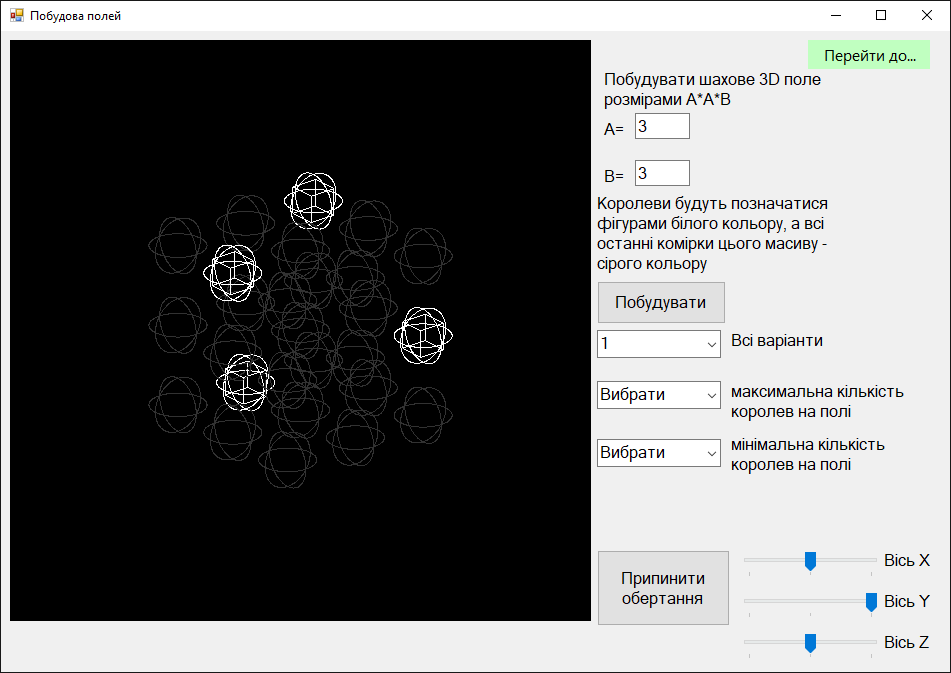 Побудова полей
Перейти до...
Побудувати шахове 3D поле
розмірами A*A*B
A=
3
B=
3
Королеви будуть позначатися
фігурами білого кольору, а всі
останні комірки цього масиву -
сірого кольору
Побудувати
1
Всі варіанти
Вибрати
максимальна кількість
королев на полі
Вибрати
мінімальна кількість
королев на полі
Припинити
обертання
Вісь X
Вісь Y
Вісь Z